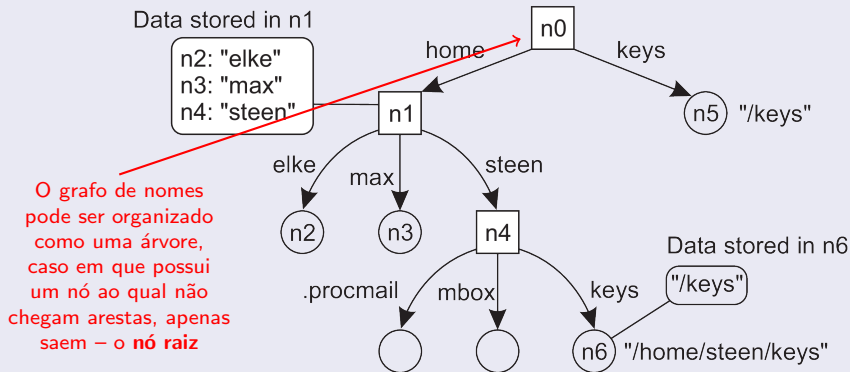 Data stored in n1
n0
n2: "elke"
n3: "max"
n4: "steen"
home
keys
n1
n5
"/keys"
elke
max
steen
O grafo de nomes
pode ser organizado
como uma árvore,
caso em que possui
um nó ao qual não
chegam arestas, apenas
saem – o nó raiz
n2
n3
n4
Data stored in n6
"/keys"
.procmail
mbox
keys
n6
"/home/steen/keys"